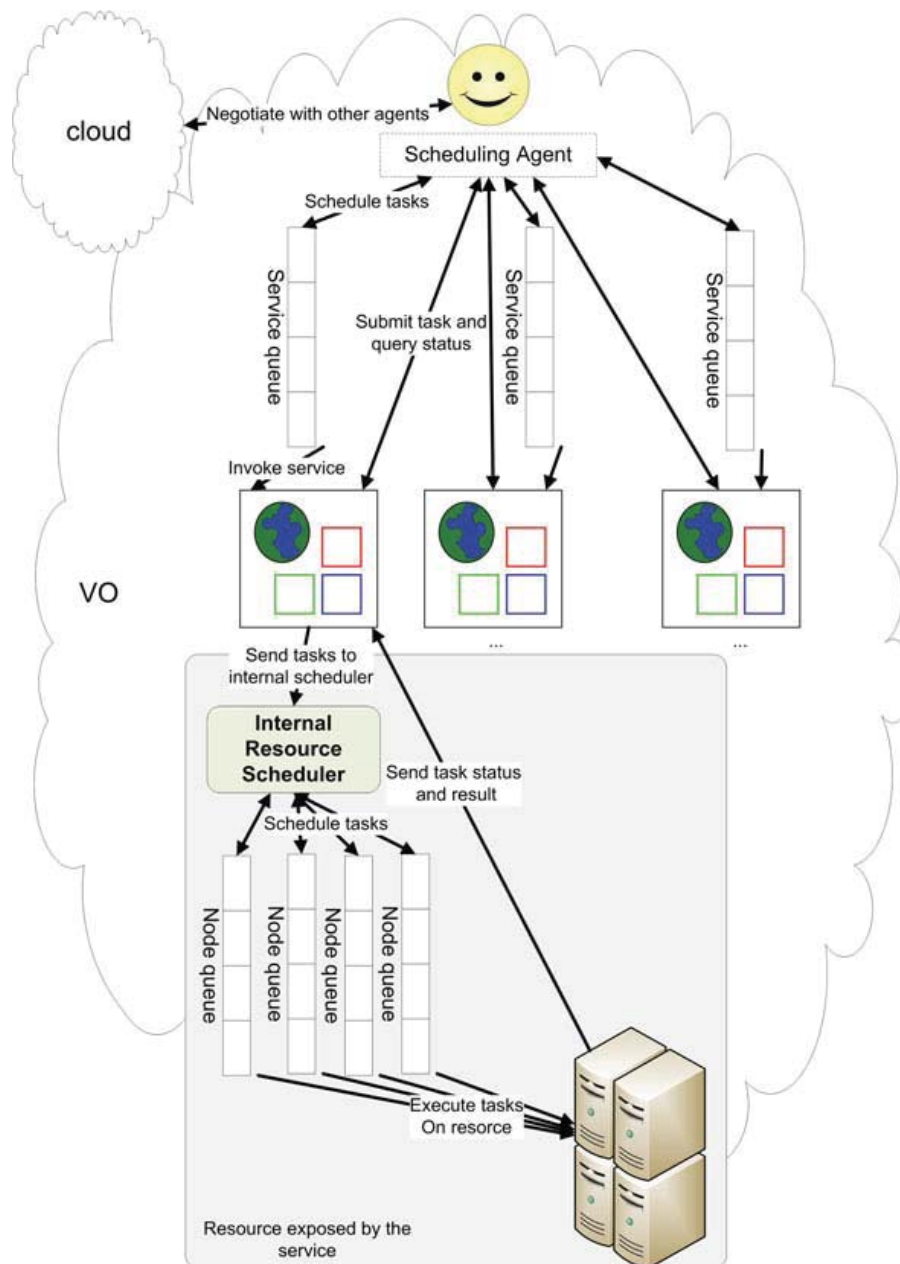 cloud
Negotiate with other agents
Scheduling Agent
Schedule tasks
Service queue
Service queue
Service queue
Submit task and
query status
Invoke service
VO
...
...
Send tasks to
internal scheduler
Internal
Resource
Scheduler
Send task status
and result
Schedule tasks
Node queue
Node queue
Node queue
Node queue
Execute tasks
On resorce
Resource exposed by the
service